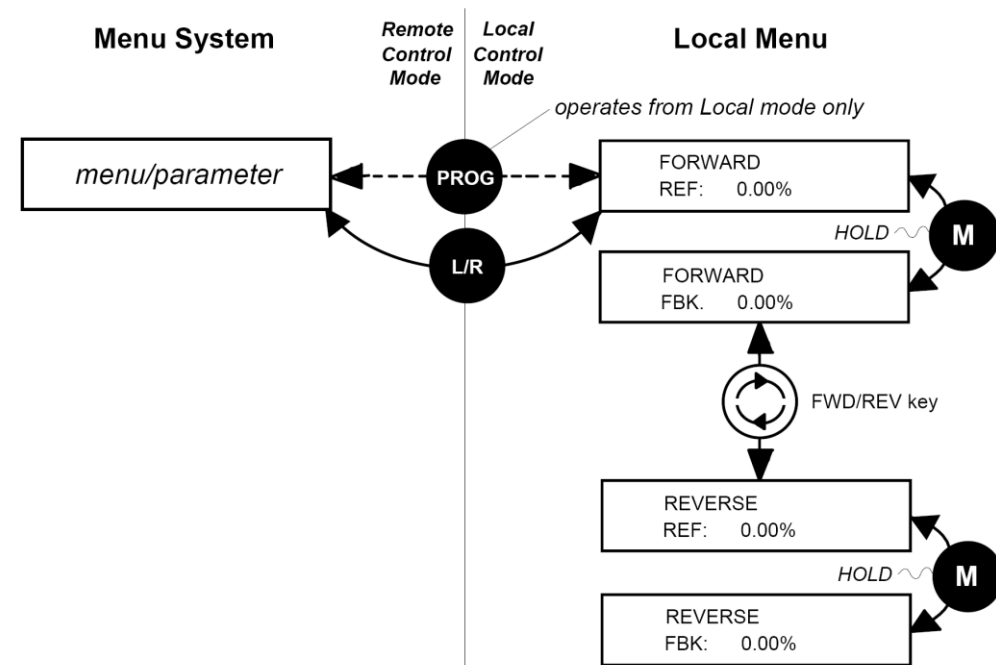 Menu System
Remote
Control
Mode
Local
Control
Mode
Local Menu
operates from Local mode only
menu/parameter
PROG
FORWARD
REF: 0.00%
HOLD
M
L/R
FORWARD
FBK. 0.00%
FWD/REV key
REVERSE
REF: 0.00%
HOLD
M
REVERSE
FBK: 0.00%